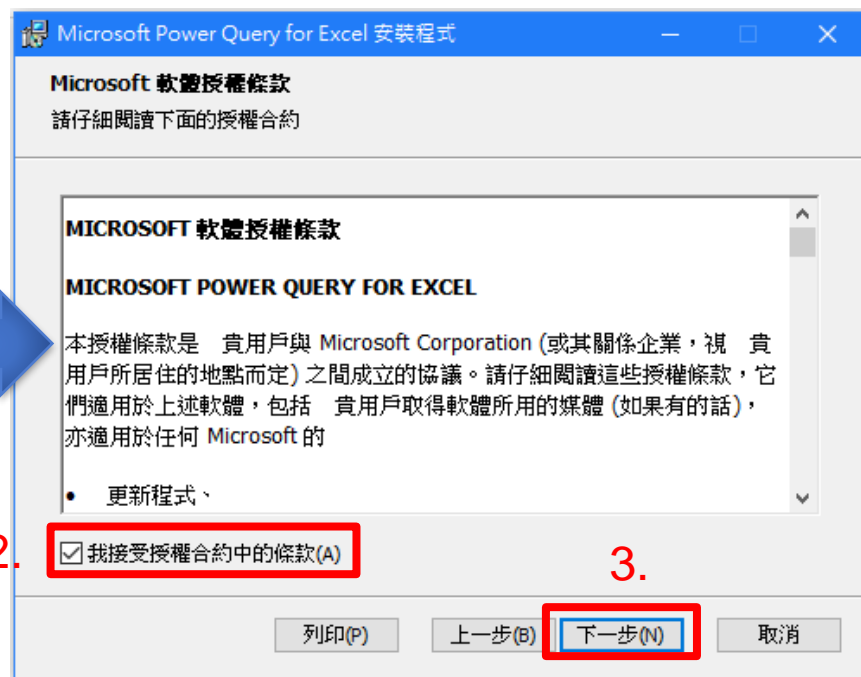 Microsoft Power Query for Excel 安裝程式
Microsoft 軟體授權條款
請仔細閱讀下面的授權合約
MICROSOFT 軟體授權條款
MICROSOFT POWER QUERY FOR EXCEL
本授權條款是　貴用戶與 Microsoft Corporation (或其關係企業，視　貴
用戶所居住的地點而定) 之間成立的協議。請仔細閱讀這些授權條款，它
們適用於上述軟體，包括　貴用戶取得軟體所用的媒體 (如果有的話)，
亦適用於任何 Microsoft 的
• 更新程式、
2. 我接受授權合約中的條款(A)
3.
列印(P) 上一步(B) 下一步(N) 取消